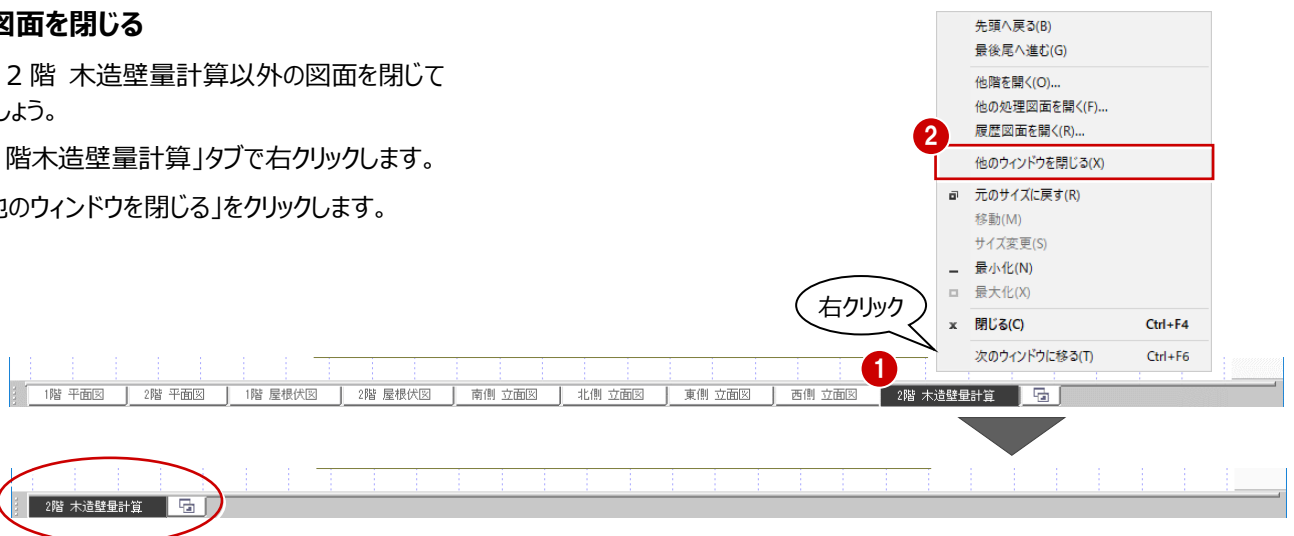 図面を閉じる
2階 木造壁量計算以外の図面を閉じて
しょう。
階木造壁量計算」タブで右クリックします。
他のウィンドウを閉じる」をクリックします。
先頭へ戻る(B)
最後尾へ進む(G)
他階を開く(O)...
他の処理図面を開く(F)...
履歴図面を開く(R)...
2
他のウィンドウを閉じる(X)
元のサイズに戻す(R)
移動(M)
サイズ変更(S)
最小化(N)
最大化(X)
閉じる(C) Ctrl+F4
次のウィンドウに移る(T) Ctrl+F6
右クリック
1
1階 平面図 2階 平面図 1階 屋根伏図 2階 屋根伏図 南側 立面図 北側 立面図 東側 立面図 西側 立面図 2階 木造壁量計算
2階 木造壁量計算